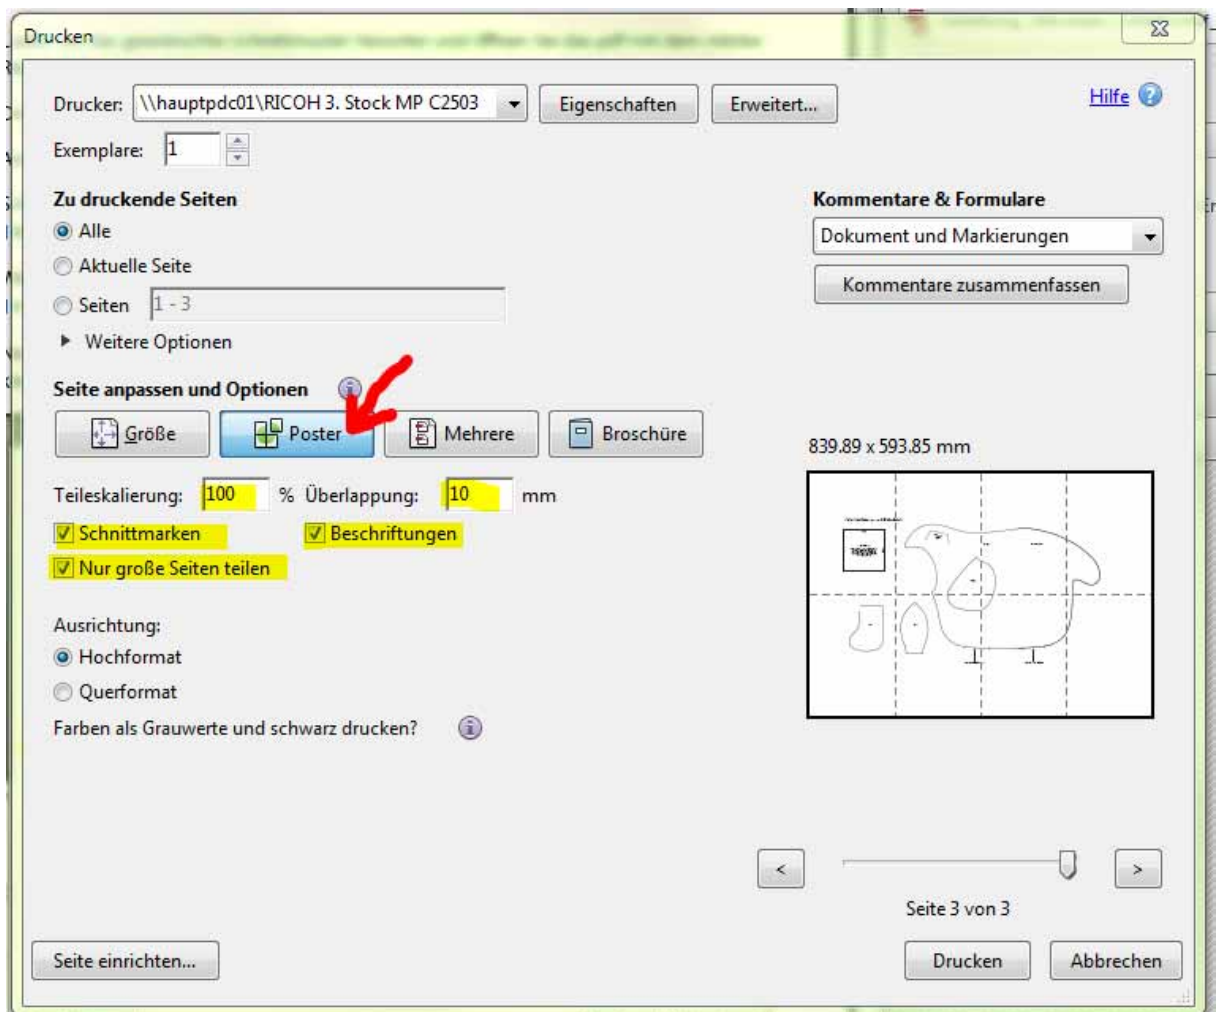 Drucken
Drucker: \\hauptpdc01\RICOH 3. Stock MP C2503 Eigenschaften Erweitert... Hilfe
Exemplare: 1
Zu druckende Seiten Kommentare & Formulare
Alle Dokument und Markierungen
Aktuelle Seite Kommentare zusammenfassen
Seiten 1 - 3
Weitere Optionen
Seite anpassen und Optionen
Größe Poster Mehrere Broschüre
839.89 x 593.85 mm
Teileskalierung: 100 % Überlappung: 10 mm
Schnittmarken Beschriftungen
Nur große Seiten teilen
Ausrichtung:
Hochformat
Querformat
Farben als Grauwerte und schwarz drucken?
< >
Seite 3 von 3
Seite einrichten... Drucken Abbrechen